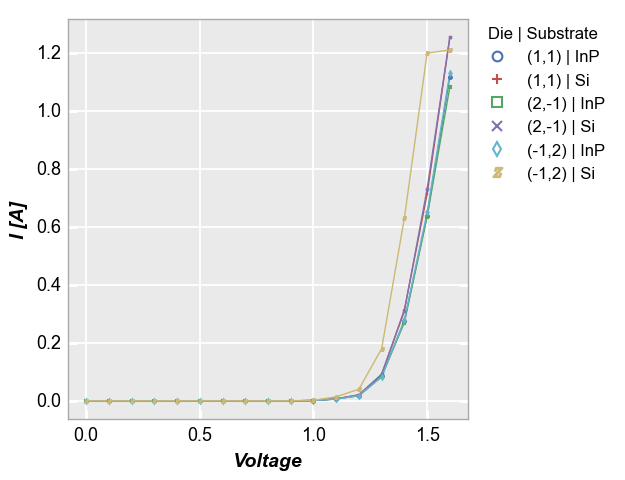 Die | Substrate
(1,1) | InP
(1,1) | Si
(2,-1) | InP
(2,-1) | Si
(-1,2) | InP
(-1,2) | Si
1.2
1.0
0.8
0.6
0.4
0.2
0.0
I [A]
0.0 0.5 1.0 1.5
Voltage